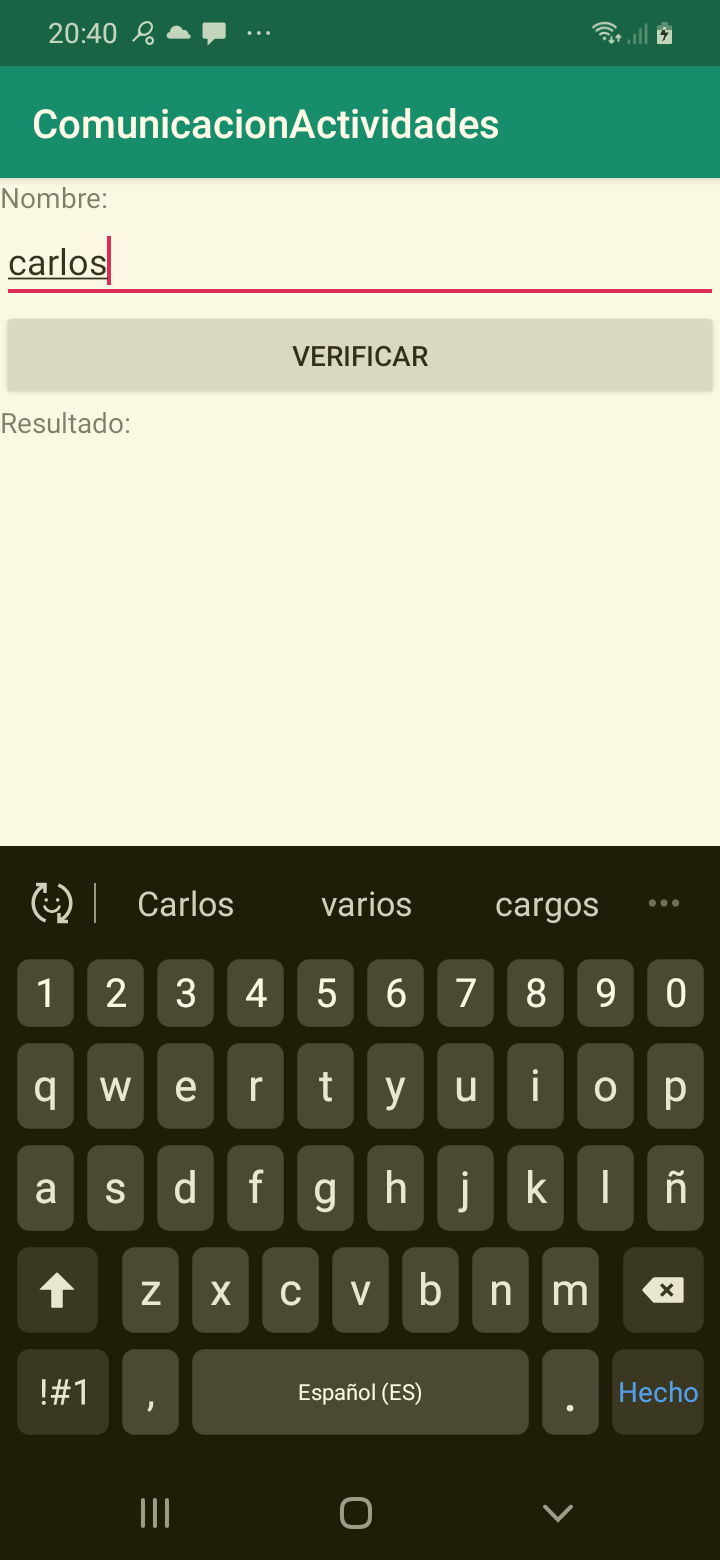 20:40
ComunicacionActividades
Nombre:
carlos
VERIFICAR
Resultado:
Carlos varios cargos
1 2 3 4 5 6 7 8 9 0
q w e r t y u i o p
a s d f g h j k l ñ
z x c v b n m
!#1 , Español (ES) . Hecho